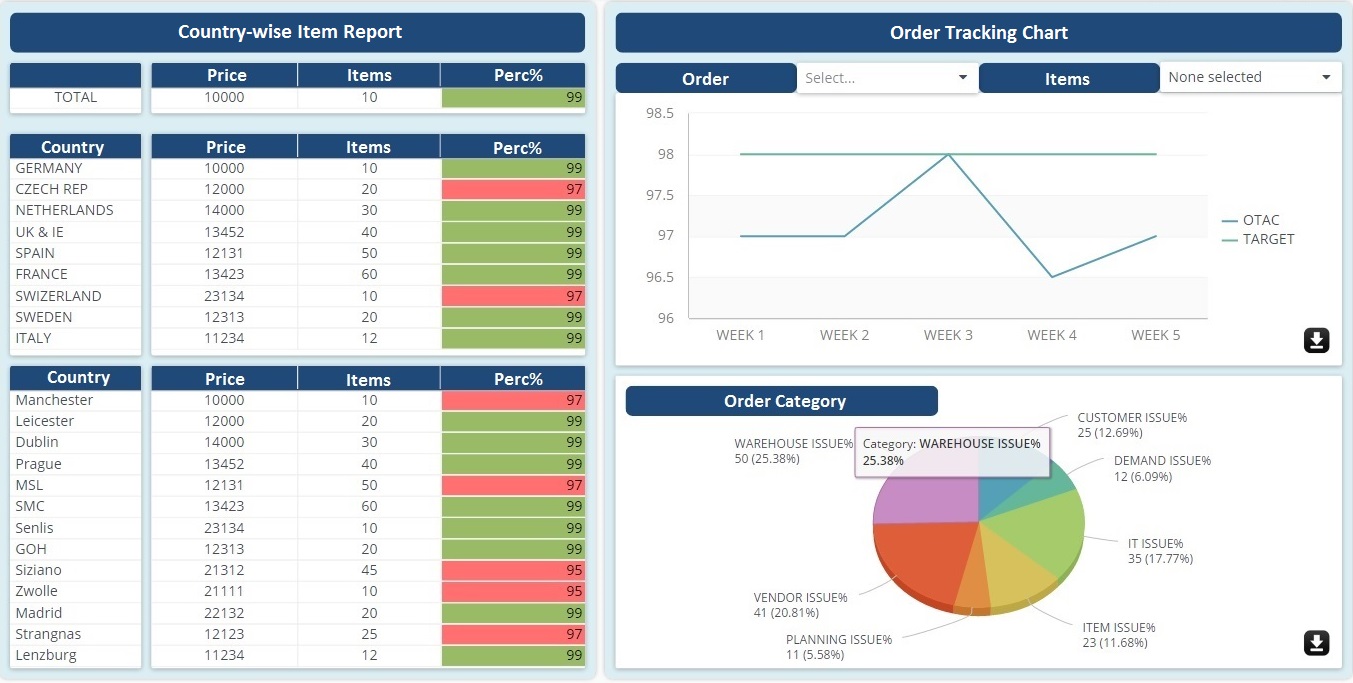 Country-wise Item Report
Price Items Perc%
TOTAL 10000 10 99
Country Price Items Perc%
GERMANY 10000 10 99
CZECH REP 12000 20 97
NETHERLANDS 14000 30 99
UK & IE 13452 40 99
SPAIN 12131 50 99
FRANCE 13423 60 99
SWIZERLAND 23134 10 97
SWEDEN 12313 20 99
ITALY 11234 12 99
Country Price Items Perc%
Manchester 10000 10 97
Leicester 12000 20 99
Dublin 14000 30 99
Prague 13452 40 99
MSL 12131 50 97
SMC 13423 60 99
Senlis 23134 10 99
GOH 12313 20 99
Siziano 21312 45 95
Zwolle 21111 10 95
Madrid 22132 20 99
Strangnas 12123 25 97
Lenzburg 11234 12 99
Order Tracking Chart
Order Select... Items None selected
98.5
98
97.5
97
96.5
96
WEEK 1 WEEK 2 WEEK 3 WEEK 4 WEEK 5
OTAC
TARGET
Order Category
CUSTOMER ISSUE%
25 (12.69%)
DEMAND ISSUE%
12 (6.09%)
IT ISSUE%
35 (17.77%)
ITEM ISSUE%
23 (11.68%)
PLANNING ISSUE%
11 (5.58%)
VENDOR ISSUE%
41 (20.81%)
WAREHOUSE ISSUE%
50 (25.38%)
Category: WAREHOUSE ISSUE%
25.38%